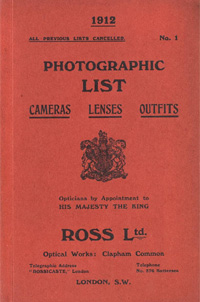 1912
ALL PREVIOUS LISTS CANCELLED. No. 1
PHOTOGRAPHIC
LIST
CAMERAS LENSES OUTFITS
Opticians by Appointment to
HIS MAJESTY THE KING
ROSS Ltd.
Optical Works: Clapham Common
Telegraphic Address Telephone
"ROSSICASTE," London No. 676 Battersea
LONDON, S.W.